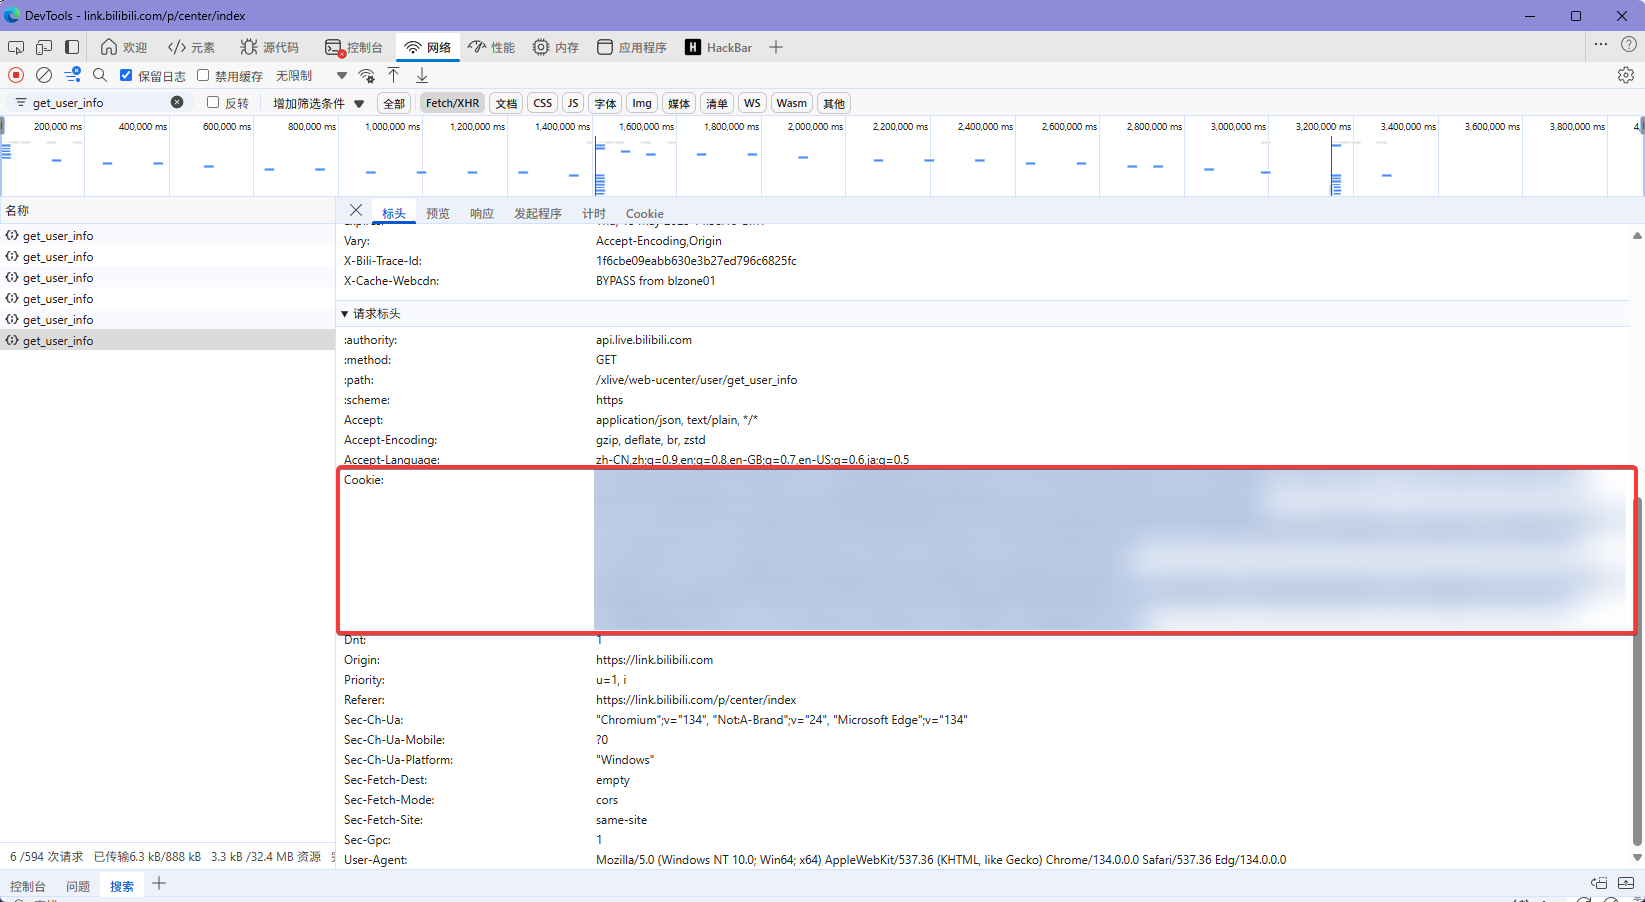 DevTools - link.bilibili.com/p/center/index
欢迎 元素 源代码 控制台 网络 性能 内存 应用程序 HackBar
保留日志 禁用缓存 无限制
get_user_info 反转 增加筛选条件 全部 Fetch/XHR 文档 CSS JS 字体 Img 媒体 清单 WS Wasm 其他
200,000 ms 400,000 ms 600,000 ms 800,000 ms 1,000,000 ms 1,200,000 ms 1,400,000 ms 1,600,000 ms 1,800,000 ms 2,000,000 ms 2,200,000 ms 2,400,000 ms 2,600,000 ms 2,800,000 ms 3,000,000 ms 3,200,000 ms 3,400,000 ms 3,600,000 ms 3,800,000 ms
名称
get_user_info
get_user_info
get_user_info
get_user_info
get_user_info
get_user_info
标头 预览 响应 发起程序 计时 Cookie
Vary: Accept-Encoding,Origin
X-Bili-Trace-Id: 1f6cbe09eabb630e3b27ed796c6825fc
X-Cache-Webcdn: BYPASS from blzone01
请求标头
:authority: api.live.bilibili.com
:method: GET
:path: /xlive/web-ucenter/user/get_user_info
:scheme: https
Accept: application/json, text/plain, */*
Accept-Encoding: gzip, deflate, br, zstd
Accept-Language: zh-CN,zh;q=0.9,en;q=0.8,en-GB;q=0.7,en-US;q=0.6,ja;q=0.5
Cookie:
Dnt: 1
Origin: https://link.bilibili.com
Priority: u=1, i
Referer: https://link.bilibili.com/p/center/index
Sec-Ch-Ua: "Chromium";v="134", "Not:A-Brand";v="24", "Microsoft Edge";v="134"
Sec-Ch-Ua-Mobile: ?0
Sec-Ch-Ua-Platform: "Windows"
Sec-Fetch-Dest: empty
Sec-Fetch-Mode: cors
Sec-Fetch-Site: same-site
Sec-Gpc: 1
User-Agent: Mozilla/5.0 (Windows NT 10.0; Win64; x64) AppleWebKit/537.36 (KHTML, like Gecko) Chrome/134.0.0.0 Safari/537.36 Edg/134.0.0.0
6 /594 次请求 已传输6.3 kB/888 kB 3.3 kB /32.4 MB 资源
控制台 问题 搜索